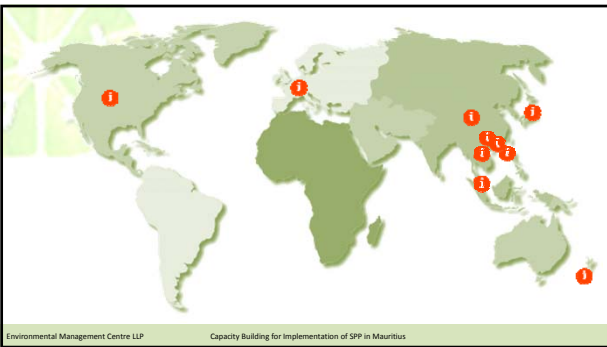 i
i
i
i
i
i
i
i
i
i
Environmental Management Centre LLP Capacity Building for Implementation of SPP in Mauritius